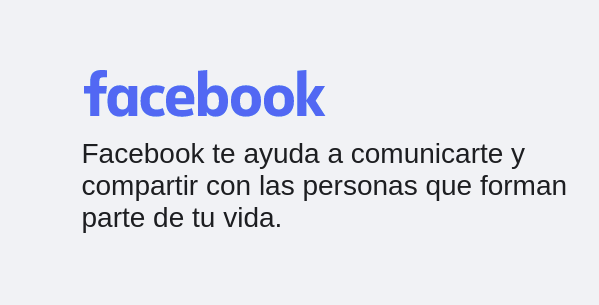 facebook
Facebook te ayuda a comunicarte y
compartir con las personas que forman
parte de tu vida.